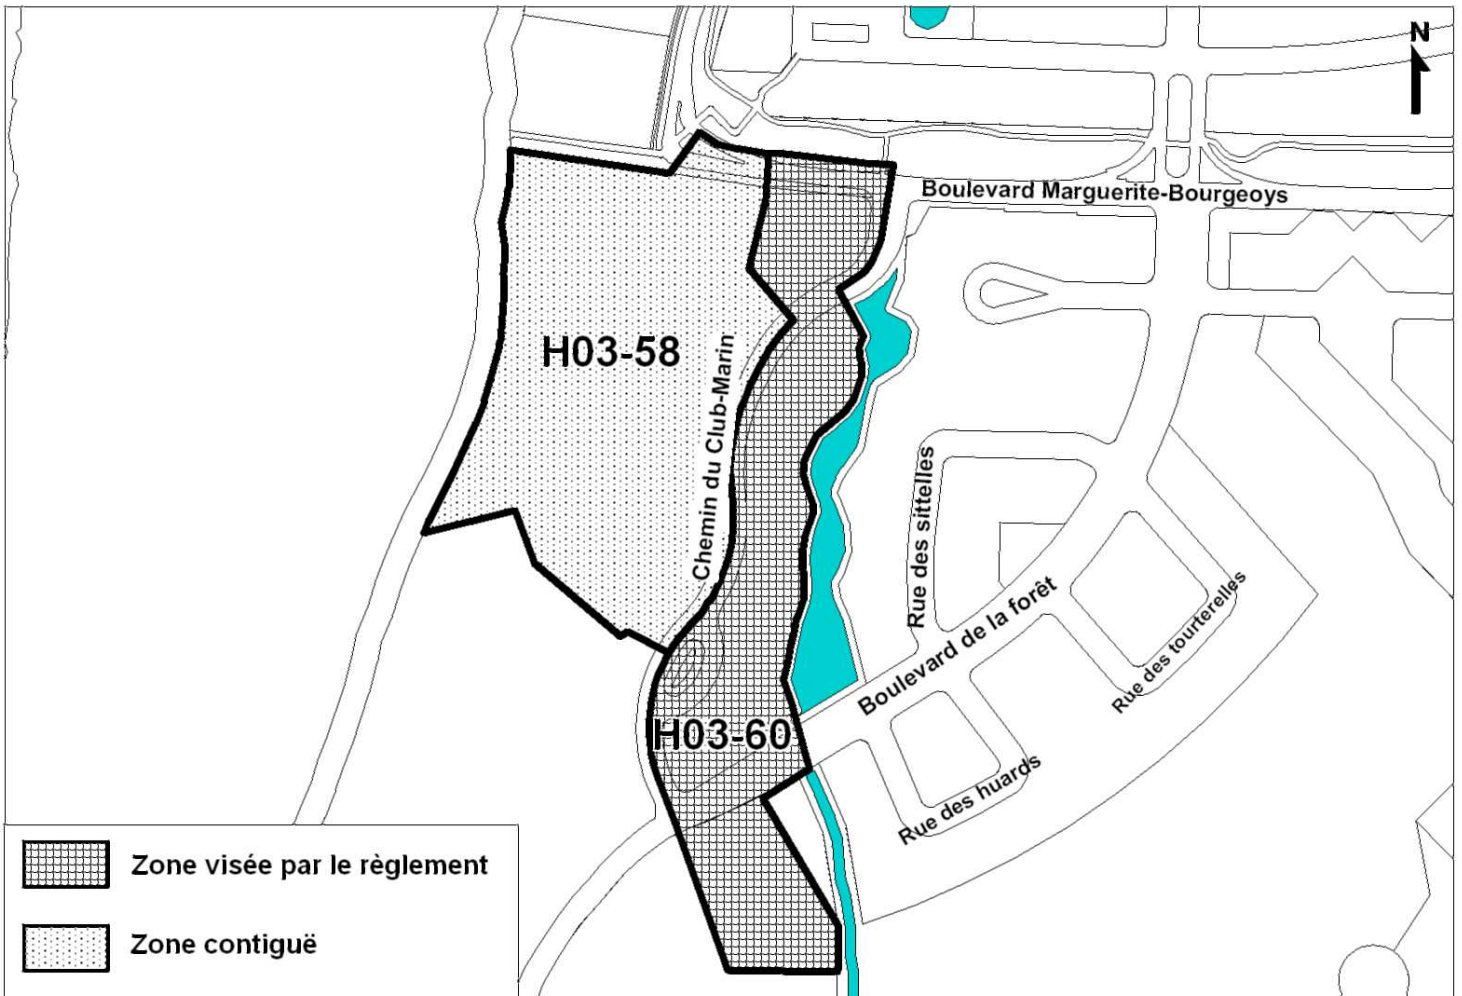 N
Boulevard Marguerite-Bourgeoys
H03-58
Chemin du Club-Marin
Rue des sittelles
Boulevard de la forêt
Rue des tourterelles
H03-60
Rue des huards
Zone visée par le règlement
Zone contiguë